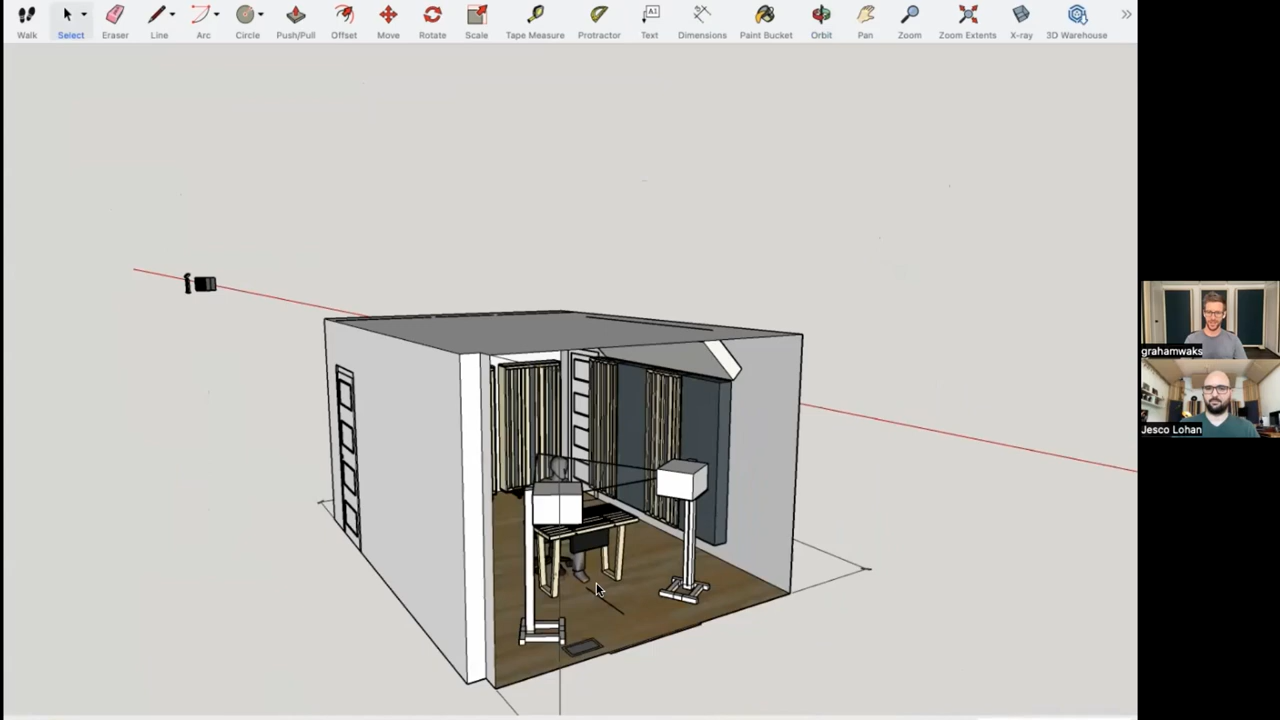 Walk Select Eraser Line Arc Circle Push/Pull Offset Move Rotate Scale Tape Measure Protractor A1 Text Dimensions Paint Bucket Orbit Pan Zoom Zoom Extents X-ray 3D Warehouse
grahamwaks
Jesco Lohan